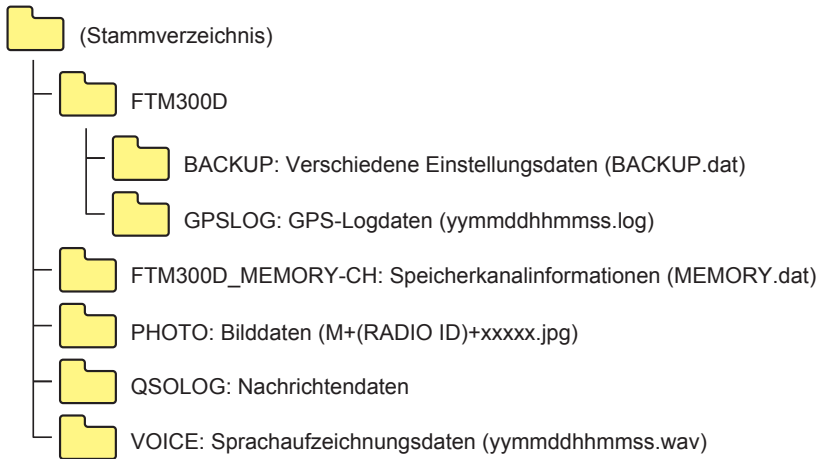 (Stammverzeichnis)
FTM300D
BACKUP: Verschiedene Einstellungsdaten (BACKUP.dat)
GPSLOG: GPS-Logdaten (yymmddhhmmss.log)
FTM300D_MEMORY-CH: Speicherkanalinformationen (MEMORY.dat)
PHOTO: Bilddaten (M+(RADIO ID)+xxxxx.jpg)
QSOLOG: Nachrichtendaten
VOICE: Sprachaufzeichnungsdaten (yymmddhhmmss.wav)